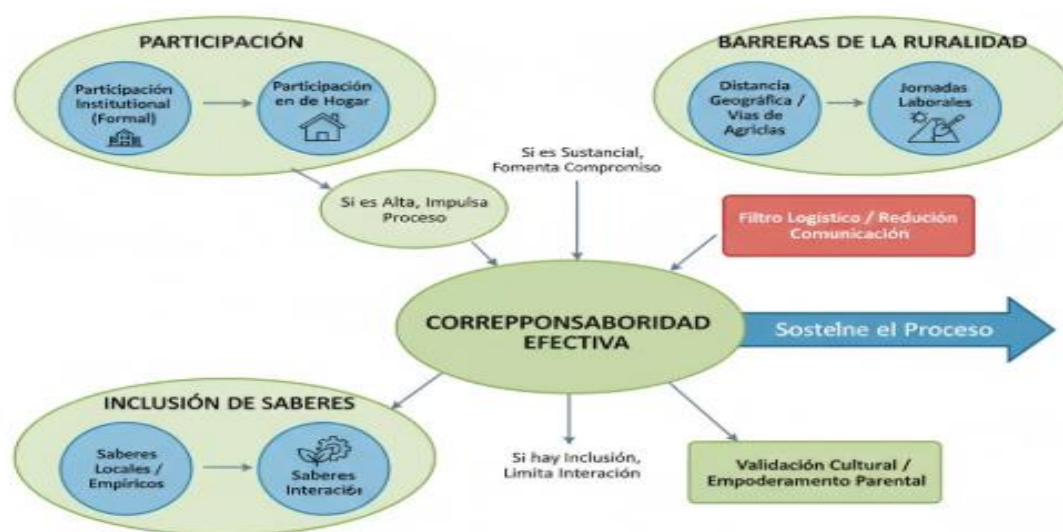 PARTICIPACIÓN
Participación
Institutional
(Formal)
Participación
en de Hogar
BARRERAS DE LA RURALIDAD
Distancia
Geográfica /
Vias de
Agriclas
Jornadas
Laborales
Si es Sustancial,
Fomenta Compromiso
Si es Alta, Impulsa
Proceso
Filtro Logístico / Redución
Comunicación
CORREPPONSABORIDAD
EFECTIVA
Sostelne el Proceso
INCLUSIÓN DE SABERES
Saberes
Locales /
Empíricos
Saberes
Interación
Si hay Inclusión,
Limita Interación
Validación Cultural /
Empoderamento Parental